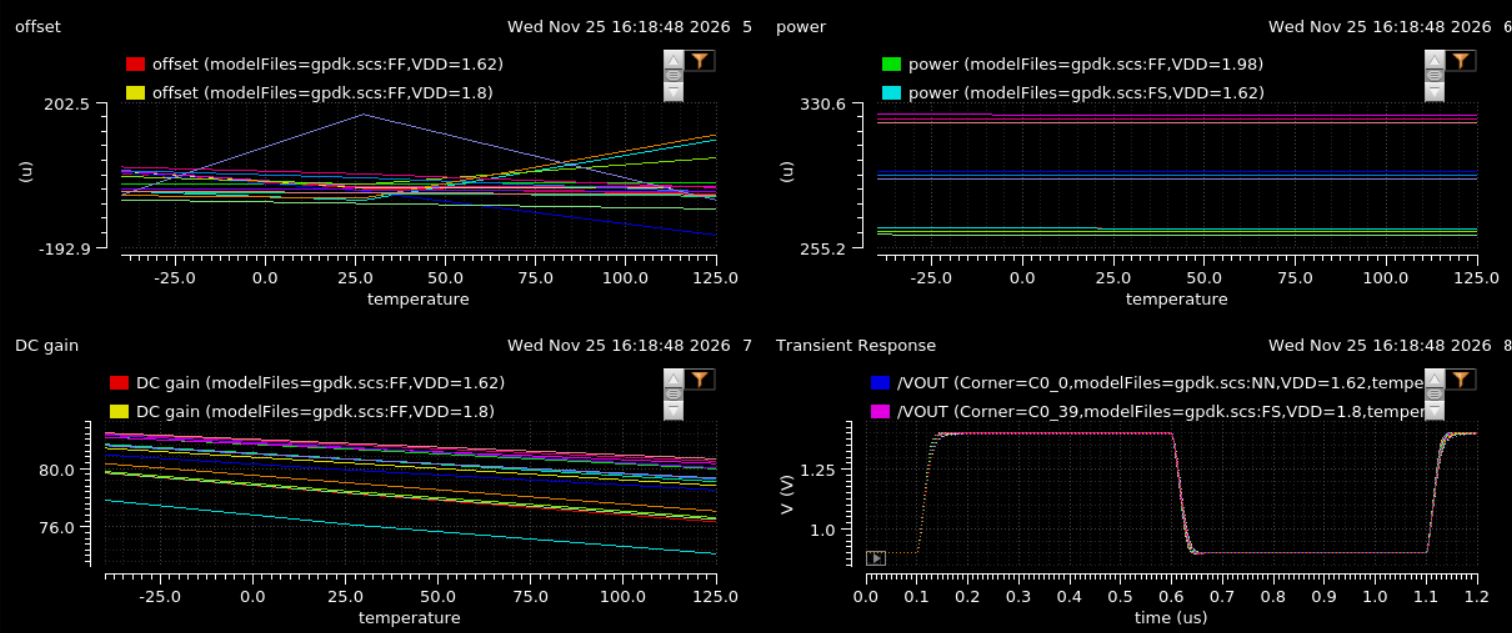 offset
Wed Nov 25 16:18:48 2026 5
offset (modelFiles=gpdk.scs:FF,VDD=1.62)
offset (modelFiles=gpdk.scs:FF,VDD=1.8)
202.5
(u)
-192.9
-25.0 0.0 25.0 50.0 75.0 100.0 125.0
temperature
power
Wed Nov 25 16:18:48 2026 6
power (modelFiles=gpdk.scs:FF,VDD=1.98)
power (modelFiles=gpdk.scs:FS,VDD=1.62)
330.6
(u)
255.2
-25.0 0.0 25.0 50.0 75.0 100.0 125.0
temperature
DC gain
Wed Nov 25 16:18:48 2026 7
DC gain (modelFiles=gpdk.scs:FF,VDD=1.62)
DC gain (modelFiles=gpdk.scs:FF,VDD=1.8)
80.0
76.0
-25.0 0.0 25.0 50.0 75.0 100.0 125.0
temperature
Transient Response
Wed Nov 25 16:18:48 2026 8
/VOUT (Corner=C0_0,modelFiles=gpdk.scs:NN,VDD=1.62,tempe
/VOUT (Corner=C0_39,modelFiles=gpdk.scs:FS,VDD=1.8,temper
1.25
V (V)
1.0
0.0 0.1 0.2 0.3 0.4 0.5 0.6 0.7 0.8 0.9 1.0 1.1 1.2
time (us)